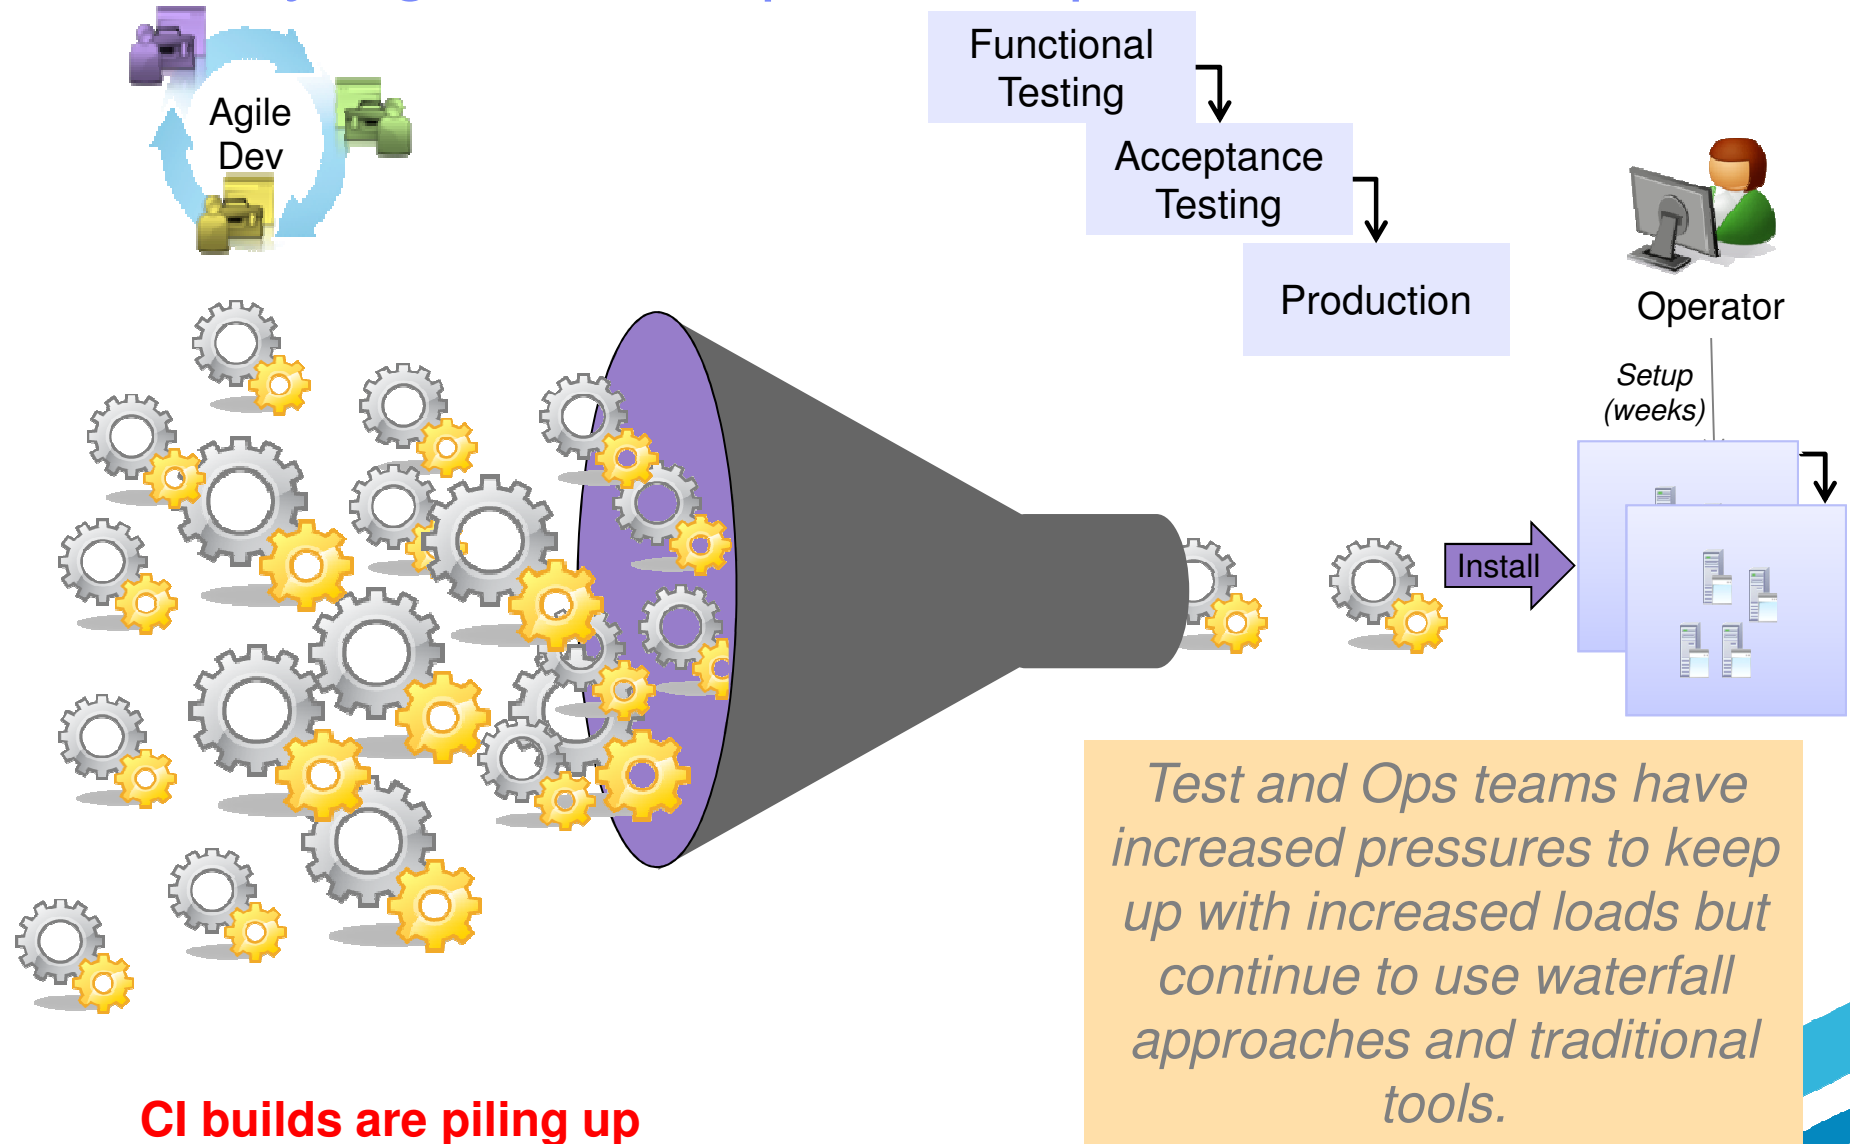 Agile
Dev
Functional
Testing
Acceptance
Testing
Production
Operator
Setup
(weeks)
Install
Test and Ops teams have
increased pressures to keep
up with increased loads but
continue to use waterfall
approaches and traditional
tools.
CI builds are piling up